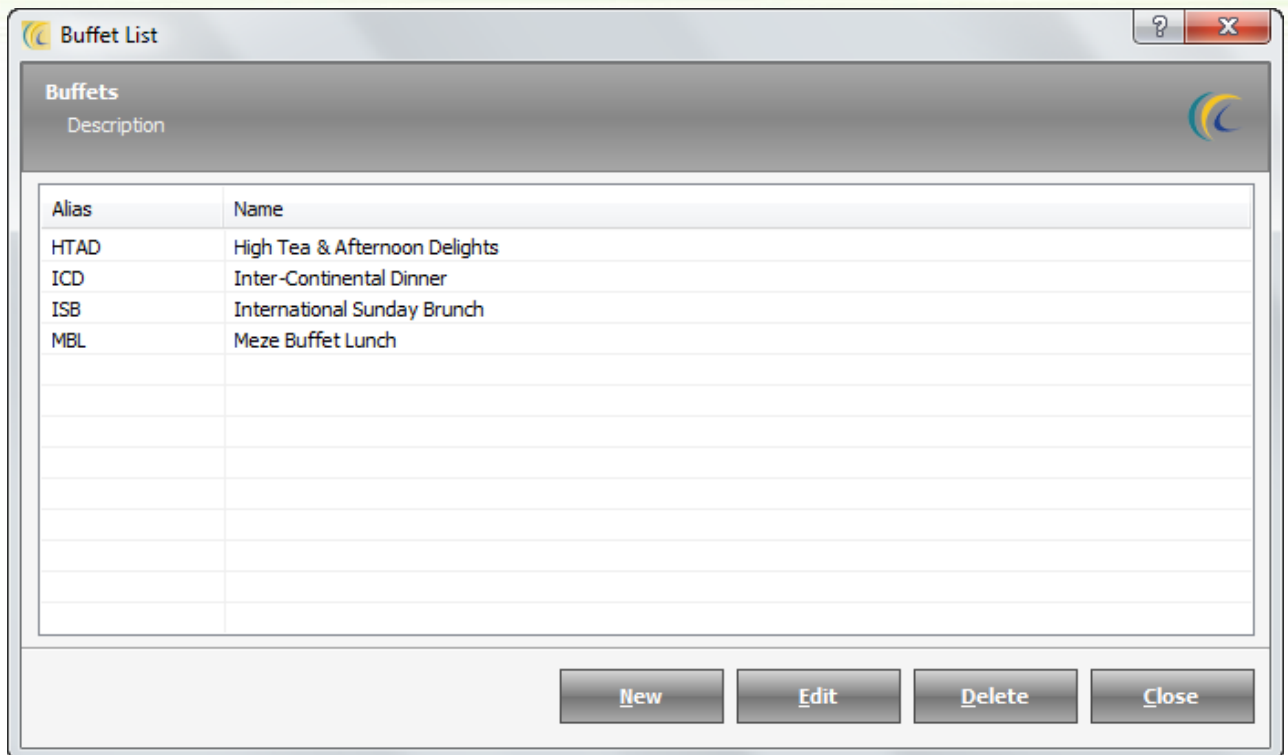 Buffet List
Buffets
Description
Alias Name
HTAD High Tea & Afternoon Delights
ICD Inter-Continental Dinner
ISB International Sunday Brunch
MBL Meze Buffet Lunch
New Edit Delete Close